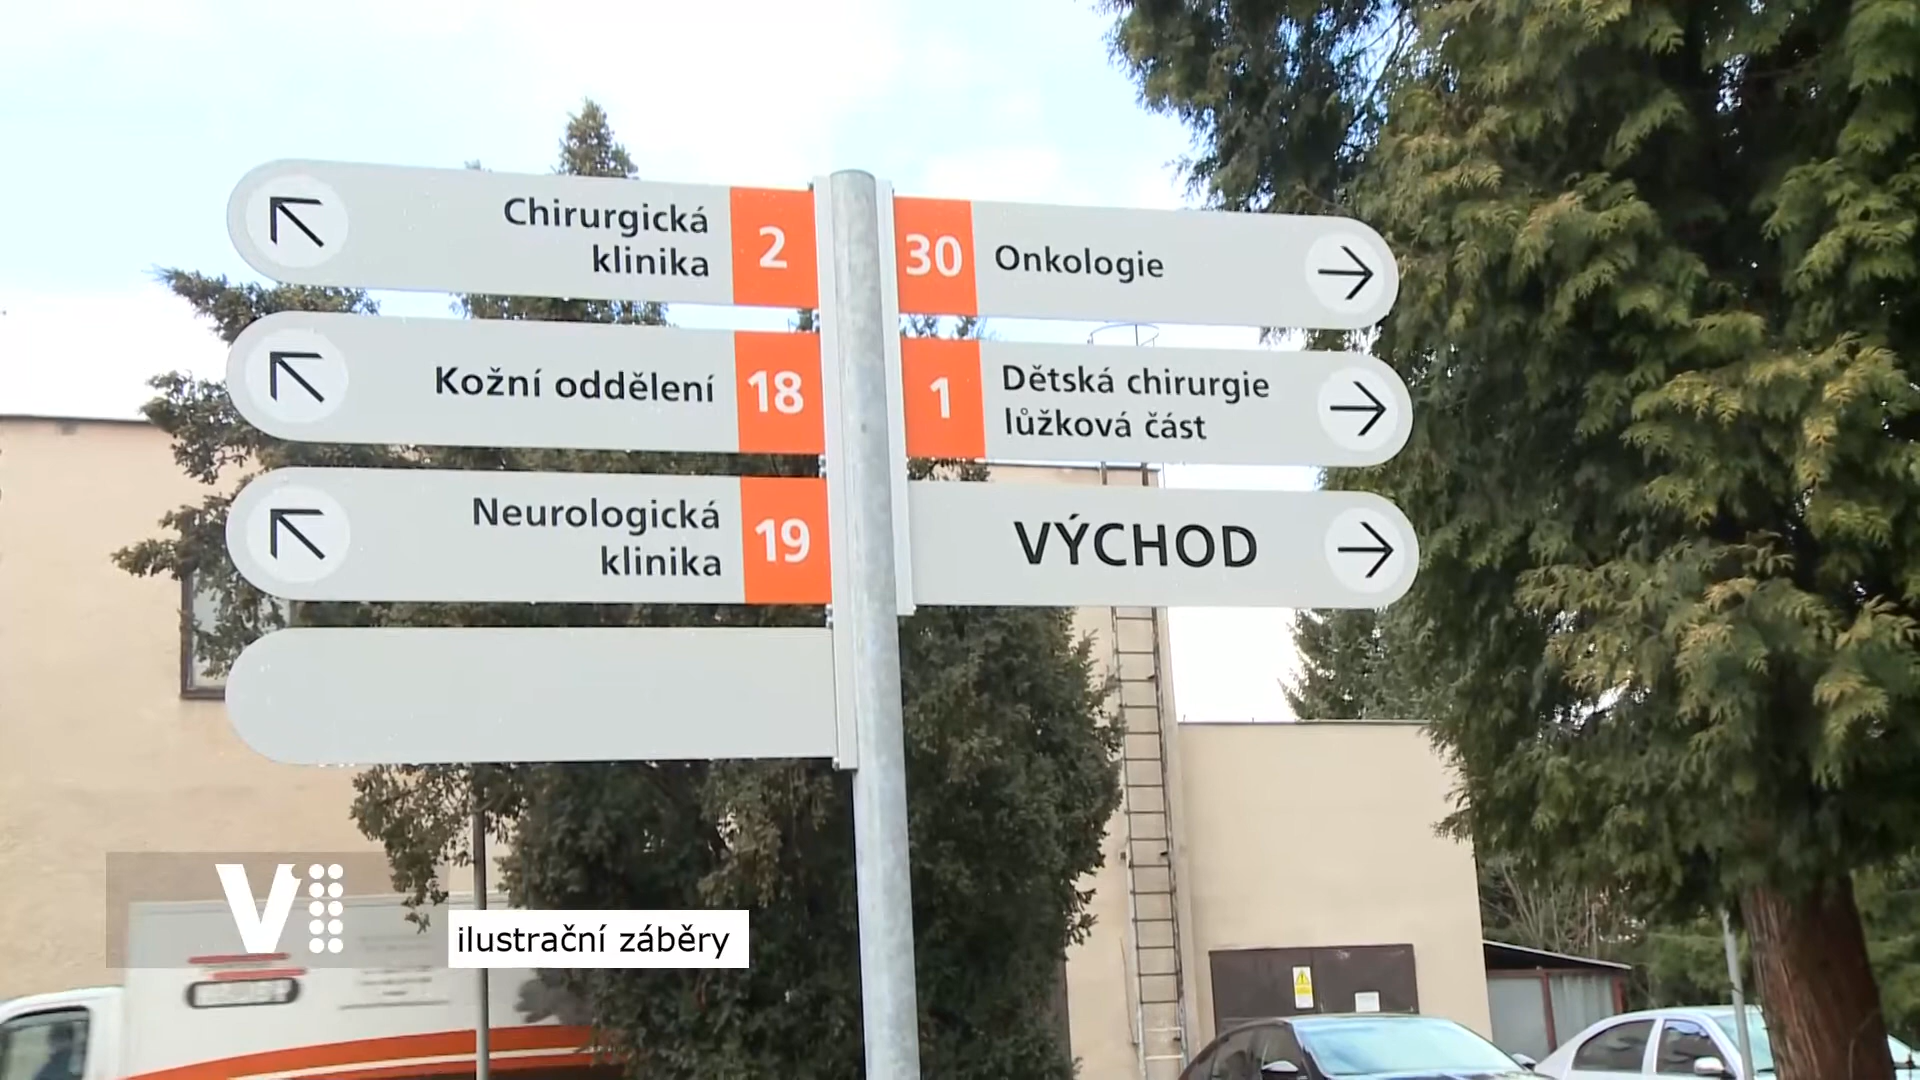 Chirurgická
klinika
2
Kožní oddělení
18
Neurologická
klinika
19
30
Onkologie
1
Dětská chirurgie
lůžková část
VÝCHOD
V1
ilustrační záběry